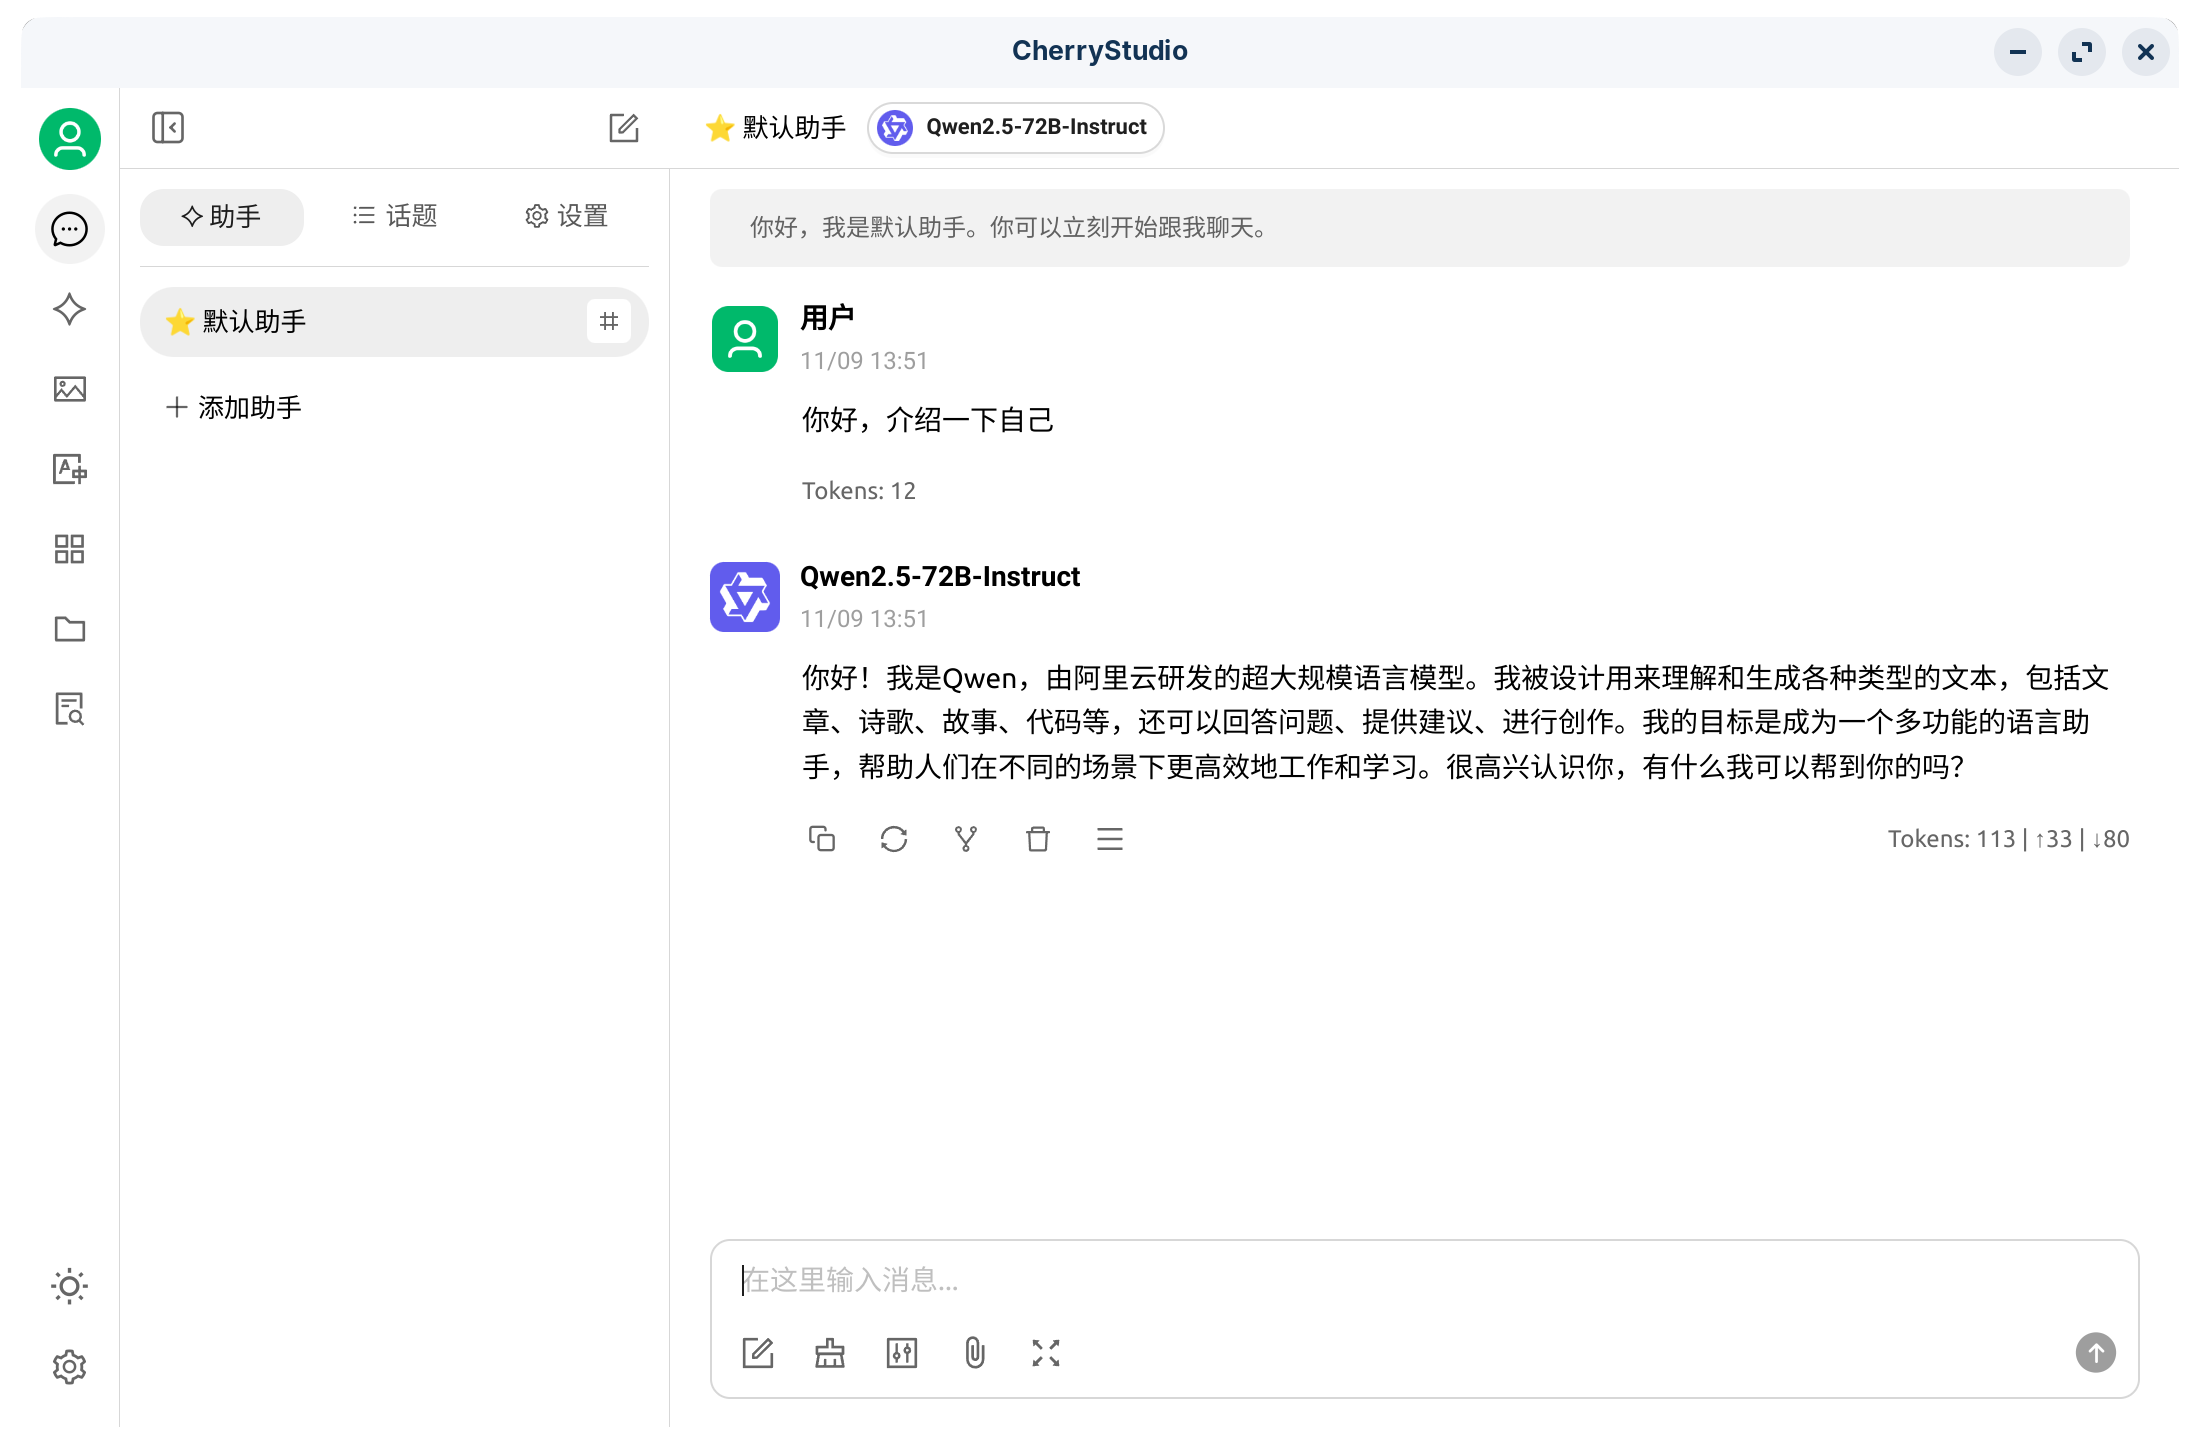 CherryStudio
⭐ 默认助手
Qwen2.5-72B-Instruct
助手
话题
设置
⭐ 默认助手
添加助手
你好，我是默认助手。你可以立刻开始跟我聊天。
用户
11/09 13:51
你好，介绍一下自己
Tokens: 12
Qwen2.5-72B-Instruct
11/09 13:51
你好！我是Qwen，由阿里云研发的超大规模语言模型。我被设计用来理解和生成各种类型的文本，包括文
章、诗歌、故事、代码等，还可以回答问题、提供建议、进行创作。我的目标是成为一个多功能的语言助
手，帮助人们在不同的场景下更高效地工作和学习。很高兴认识你，有什么我可以帮到你的吗？
Tokens: 113 | ↑33 | ↓80
在这里输入消息...